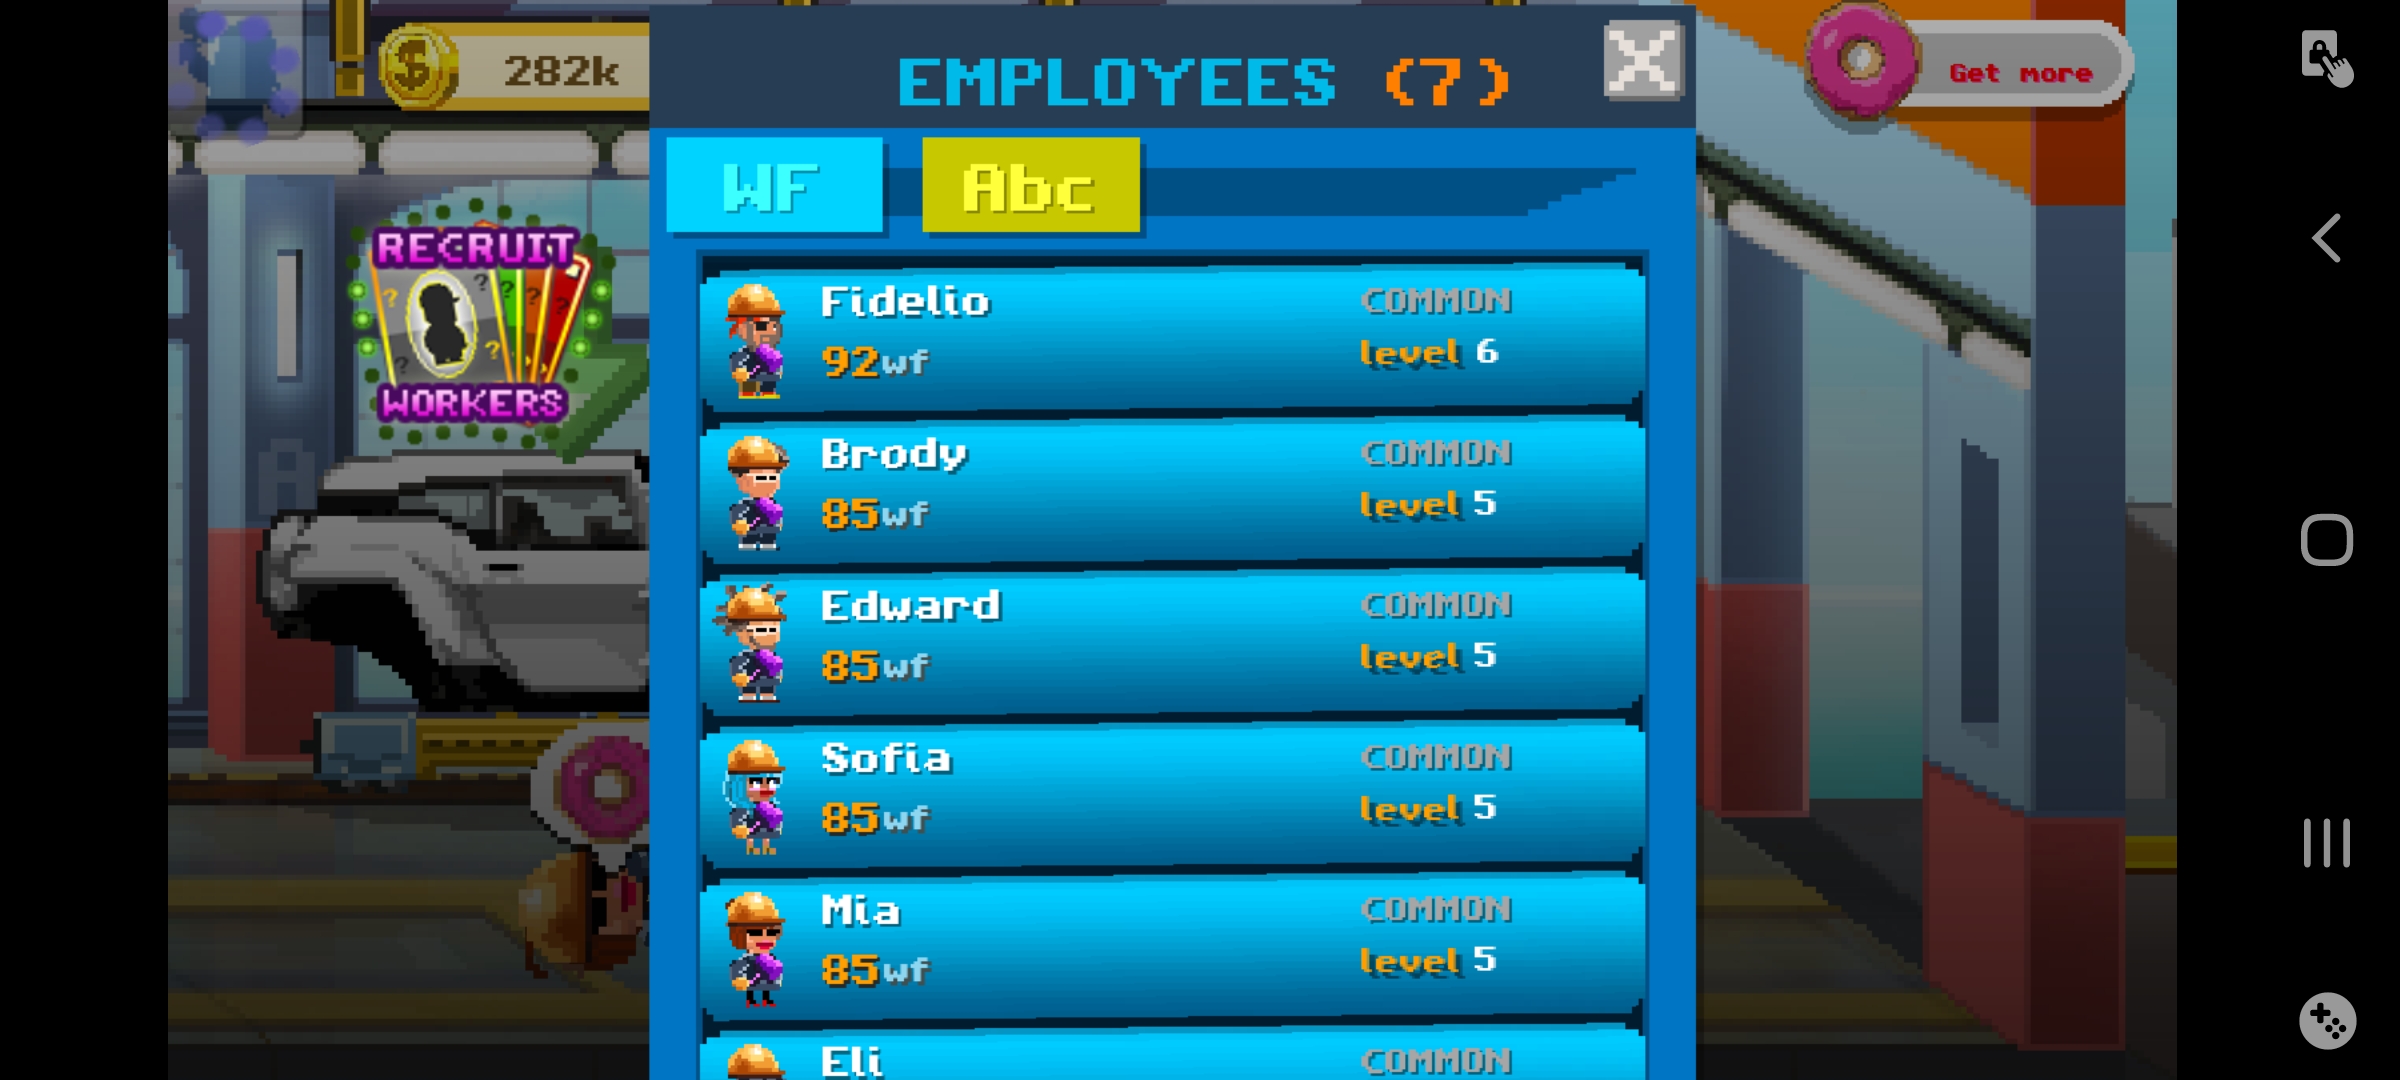 282k
EMPLOYEES (7)
Get more
WF
Abc
RECRUIT
WORKERS
Fidelio
COMMON
92wf
level 6
Brody
COMMON
85wf
level 5
Edward
COMMON
85wf
level 5
Sofia
COMMON
85wf
level 5
Mia
COMMON
85wf
level 5
Eli
COMMON